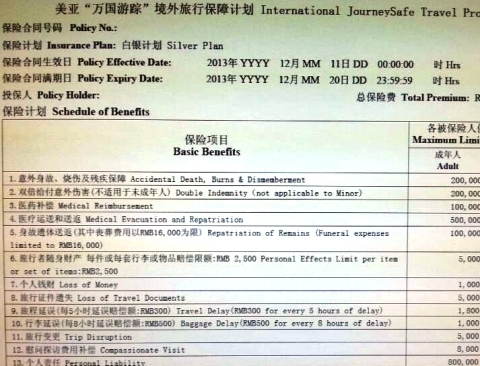 美亚“万国游踪”境外旅行保障计划 International JourneySafe Travel Pro
保险合同号码 Policy No.:
保险计划 Insurance Plan: 白银计划 Silver Plan
保险合同生效日 Policy Effective Date: 2013年 YYYY 12月 MM 11日 DD 00:00:00 时 Hrs
保险合同满期日 Policy Expiry Date: 2013年 YYYY 12月 MM 20日 DD 23:59:59 时 Hrs
投保人 Policy Holder: 总保险费 Total Premium: R
保险计划 Schedule of Benefits
保险项目 各被保险人保
Basic Benefits Maximum Limi
成年人
Adult
1.意外身故、烧伤及残疾保障 Accidental Death, Burns & Dismemberment 200,000
2.双倍给付意外伤害(不适用于未成年人) Double Indemnity (not applicable to Minor) 200,00
3.医药补偿 Medical Reimbursement 100,000
4.医疗运送和送返 Medical Evacuation and Repatriation 500,000
5.身故遗体送返(其中丧葬费用以RMB16,000为限) Repatriation of Remains (Funeral expenses 100,000
limited to RMB16,000)
6.旅行者随身财产 每件或每套行李或物品赔偿限额:RMB 2,500 Personal Effects Limit per item 5,000
or set of items:RMB2,500
7.个人钱财 Loss of Money 1,000
8.旅行证件遗失 Loss of Travel Documents 5,000
9.旅程延误(每5小时延误赔偿额:RMB300) Travel Delay(RMB300 for every 5 hours of delay) 1,800
10.行李延误(每8小时延误赔偿额:RMB500) Baggage Delay(RMB500 for every 8 hours of delay) 1,000
11.旅行变更 Trip Disruption 5,000
12.慰问探访费用补偿 Compassionate Visit 8,000
13.个人责任 Personal Liability 800,000